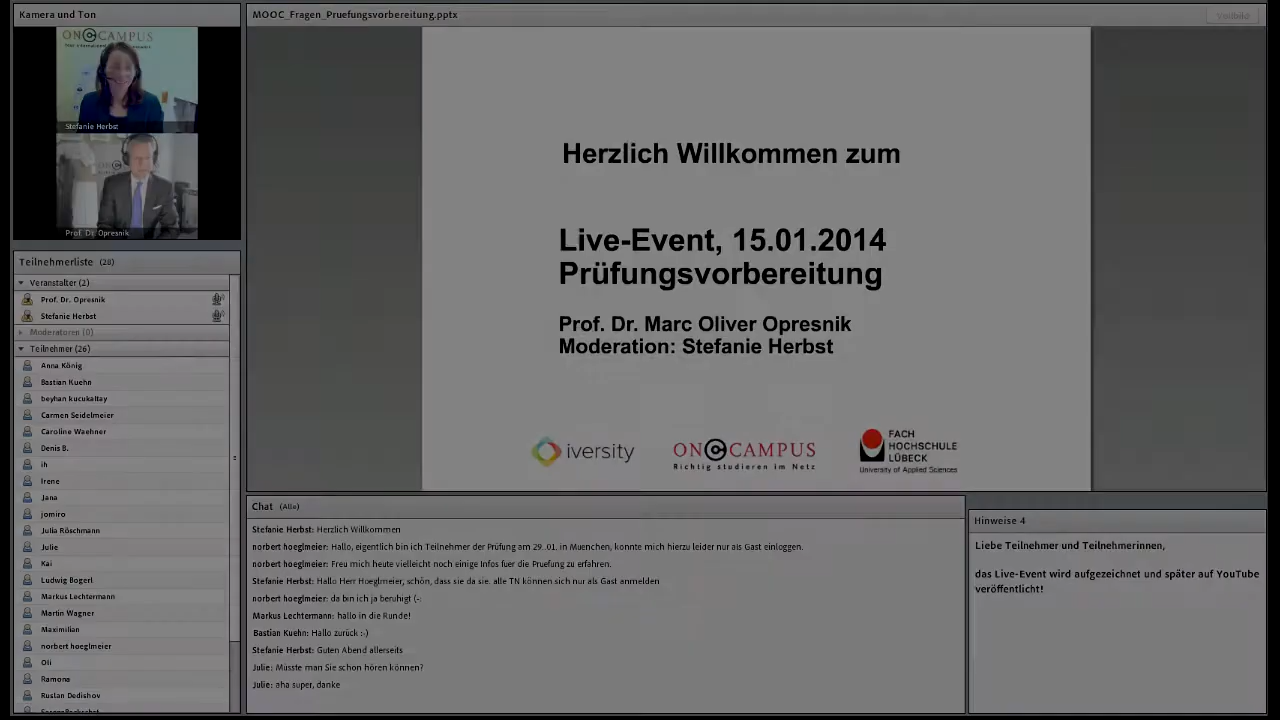 Kamera und Ton
ON CAMPUS
Stefanie Herbst
Prof. Dr. Opresnik
Teilnehmerliste (28)
Veranstalter (2)
Prof. Dr. Opresnik
Stefanie Herbst
Moderatoren (0)
Teilnehmer (26)
Anna König
Bastian Kuehn
beyhan kucukaltay
Carmen Seidelmeier
Caroline Waehner
Denis B.
ih
Irene
Jana
jomiro
Julia Röschmann
Julie
Kai
Ludwig Bogerl
Markus Lechtermann
Martin Wagner
Maximilian
norbert hoeglmeier
Oli
Ramona
Ruslan Dedishov
MOOC_Fragen_Pruefungsvorbereitung.pptx
Vollbild
Herzlich Willkommen zum
Live-Event, 15.01.2014
Prüfungsvorbereitung
Prof. Dr. Marc Oliver Opresnik
Moderation: Stefanie Herbst
iversity
ON CAMPUS
Richtig studieren im Netz
FACH
HOCHSCHULE
LÜBECK
University of Applied Sciences
Chat (Alle)
Stefanie Herbst: Herzlich Willkommen
norbert hoeglmeier: Hallo, eigentlich bin ich Teilnehmer der Prüfung am 29..01. in Muenchen, konnte mich hierzu leider nur als Gast einloggen.
norbert hoeglmeier: Freu mich heute vielleicht noch einige Infos fuer die Pruefung zu erfahren.
Stefanie Herbst: Hallo Herr Hoeglmeier, schön, dass sie da sie. alle TN können sich nur als Gast anmelden
norbert hoeglmeier: da bin ich ja beruhigt (-:
Markus Lechtermann: hallo in die Runde!
Bastian Kuehn: Hallo zurück :-)
Stefanie Herbst: Guten Abend allerseits
Julie: Müsste man Sie schon hören können?
Julie: aha super, danke
Hinweise 4
Liebe Teilnehmer und Teilnehmerinnen,
das Live-Event wird aufgezeichnet und später auf YouTube
veröffentlicht!